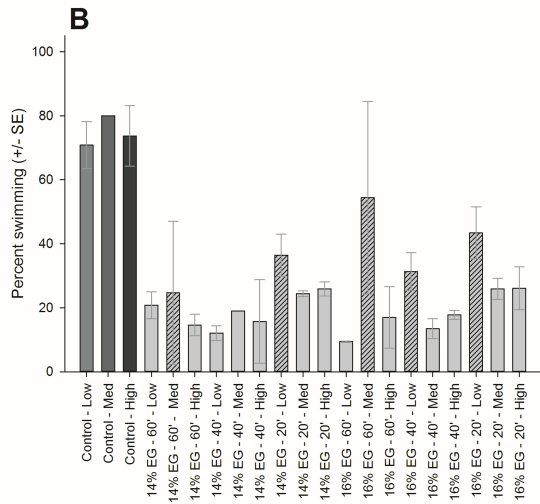 B
Percent swimming (+/- SE)
100
80
60
40
20
0
Control - Low
Control - Med
Control - High
14% EG - 60' - Low
14% EG - 60' - Med
14% EG - 60' - High
14% EG - 40' - Low
14% EG - 40' - Med
14% EG - 40' - High
14% EG - 20' - Low
14% EG - 20' - Med
14% EG - 20' - High
16% EG - 60' - Low
16% EG - 60' - Med
16% EG - 60'- High
16% EG - 40' - Low
16% EG - 40' - Med
16% EG - 40' - High
16% EG - 20' - Low
16% EG - 20' - Med
16% EG - 20' - High